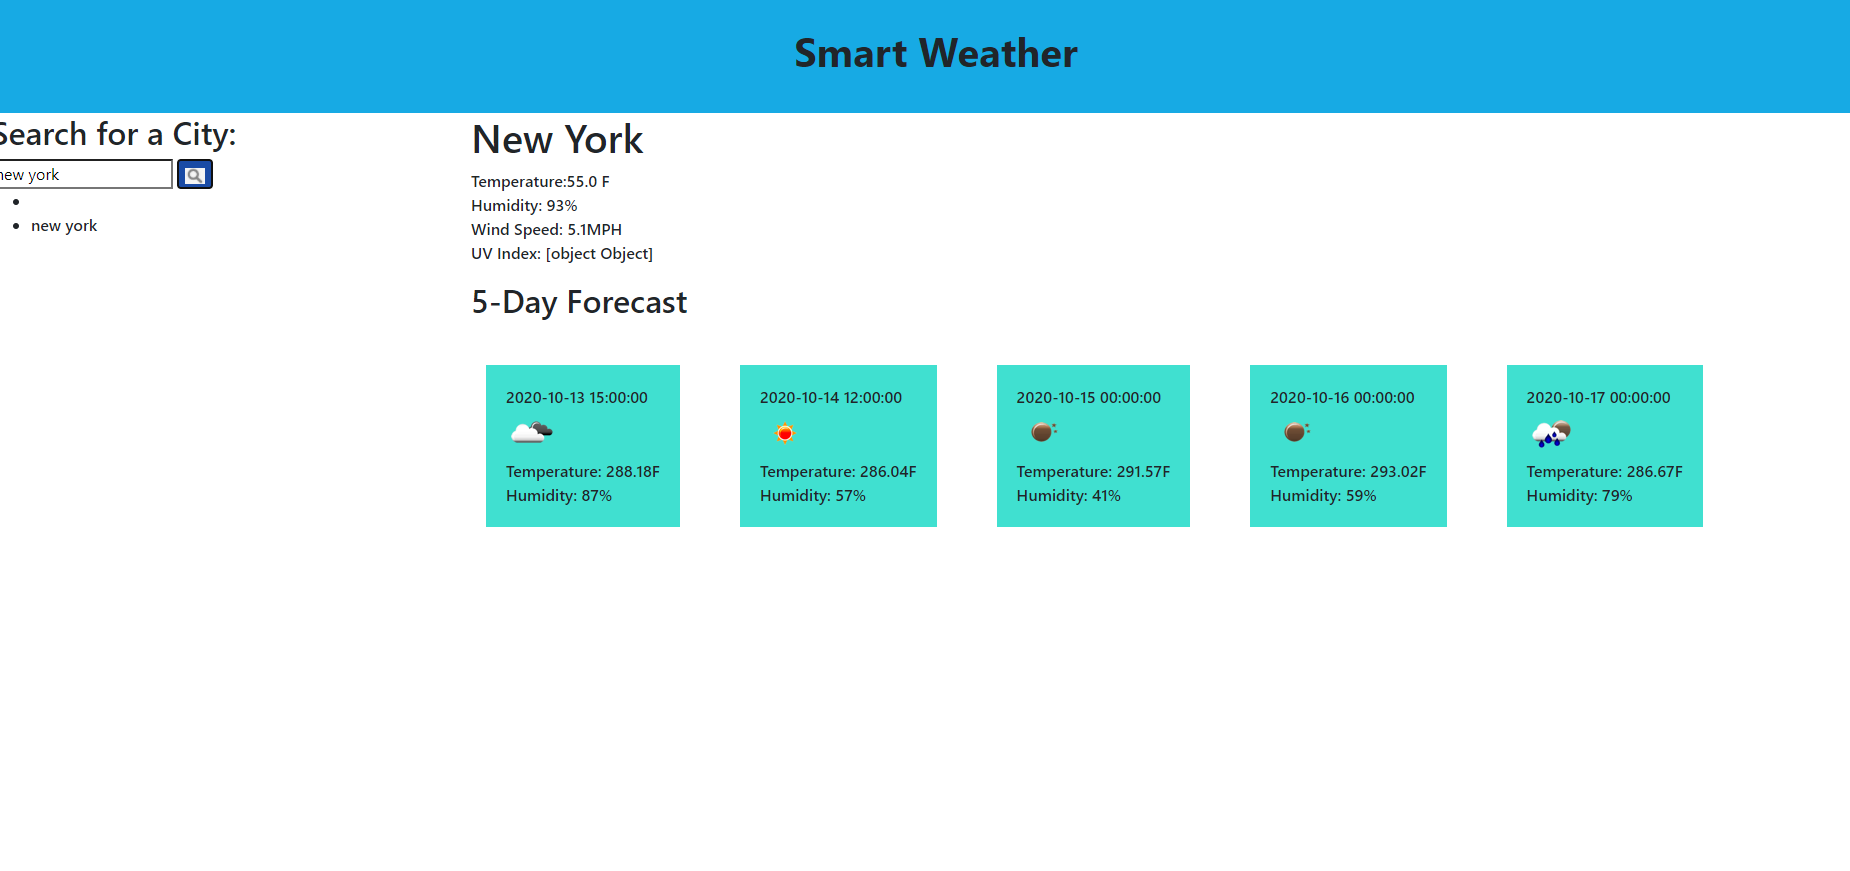 Smart Weather
Search for a City:
new york
new york
New York
Temperature:55.0 F
Humidity: 93%
Wind Speed: 5.1MPH
UV Index: [object Object]
5-Day Forecast
2020-10-13 15:00:00
Temperature: 288.18F
Humidity: 87%
2020-10-14 12:00:00
Temperature: 286.04F
Humidity: 57%
2020-10-15 00:00:00
Temperature: 291.57F
Humidity: 41%
2020-10-16 00:00:00
Temperature: 293.02F
Humidity: 59%
2020-10-17 00:00:00
Temperature: 286.67F
Humidity: 79%